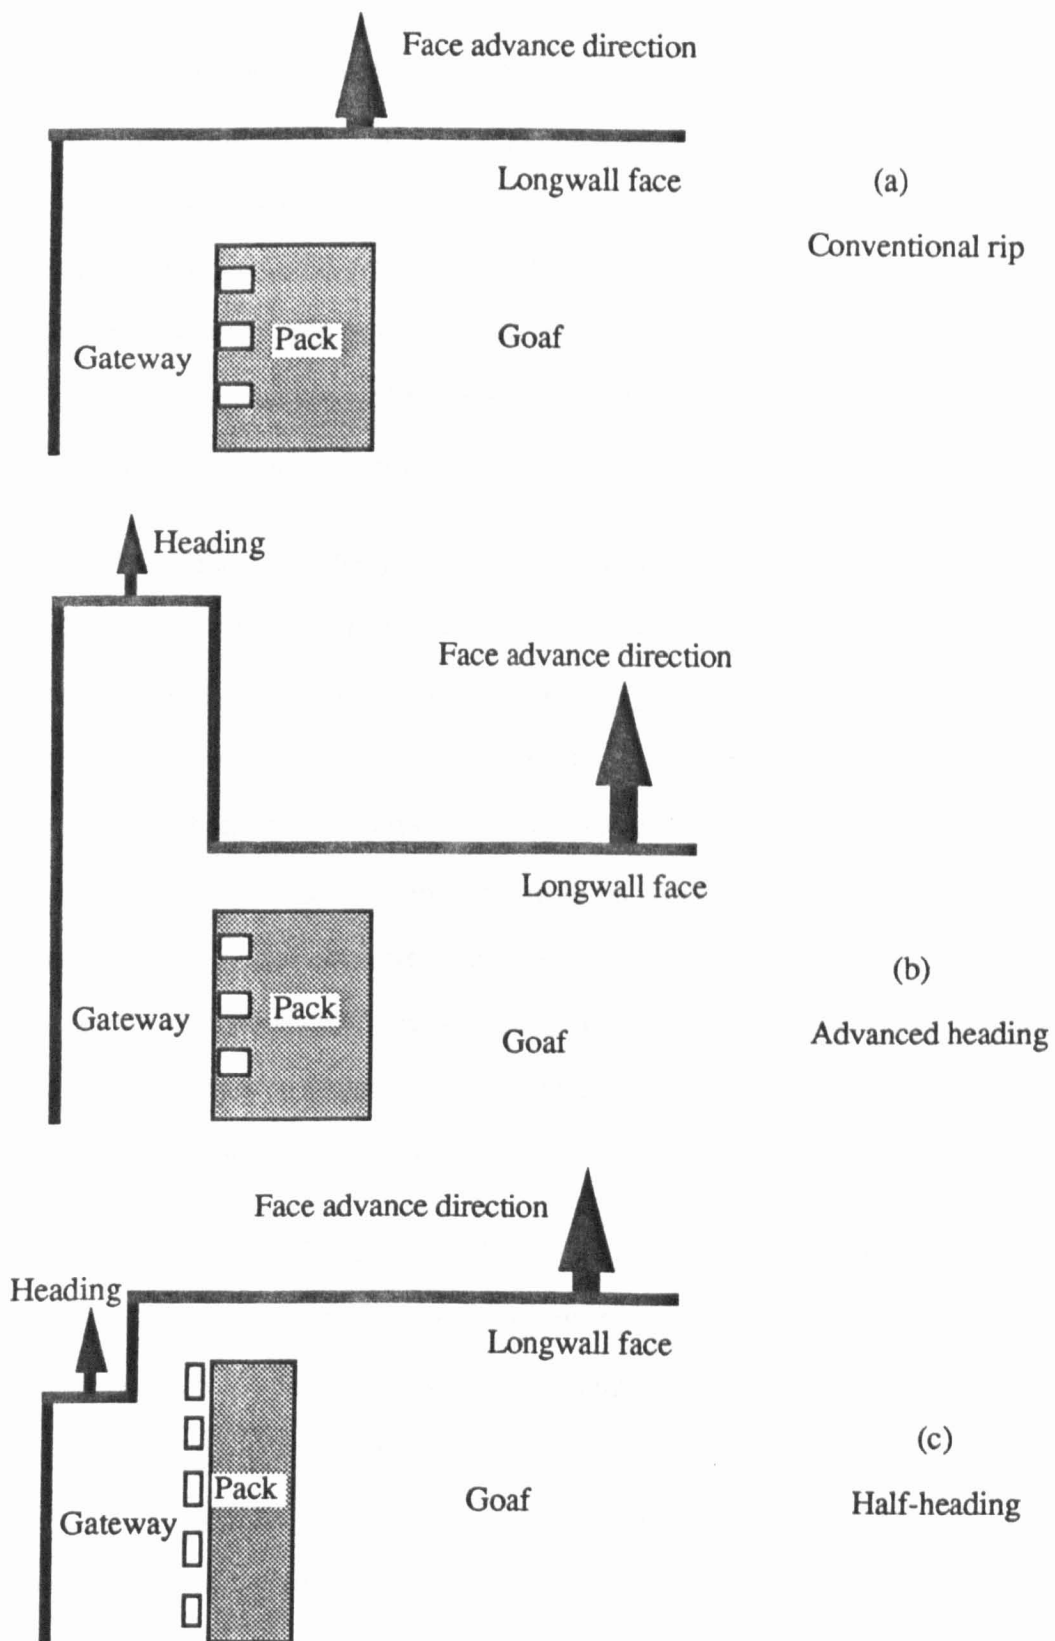 Face advance direction
Longwall face
(a)
Conventional rip
Pack
Goaf
Gateway
Heading
Face advance direction
Longwall face
(b)
Pack
Gateway
Goaf
Advanced heading
Face advance direction
Heading
Longwall face
(c)
Pack
Goaf
Half-heading
Gateway